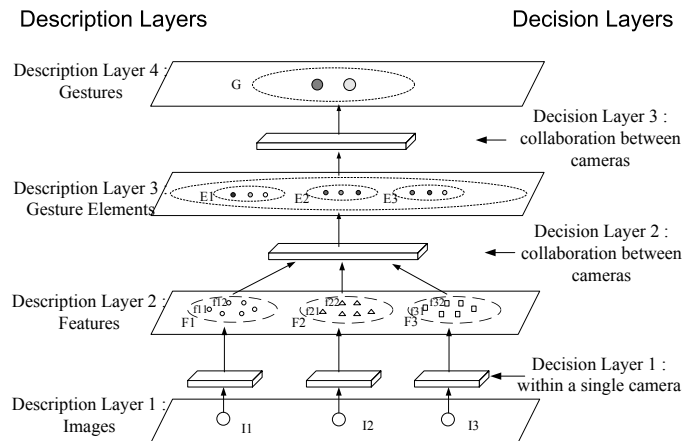 Description Layers
Decision Layers
Description Layer 4 :
Gestures
G
Decision Layer 3 :
collaboration between
cameras
Description Layer 3 :
Gesture Elements
E1
E2
E3
Decision Layer 2 :
collaboration between
cameras
Description Layer 2 :
Features
f11
f12
F1
f21
f22
F2
f31
f32
F3
Decision Layer 1 :
within a single camera
Description Layer 1 :
Images
I1
I2
I3